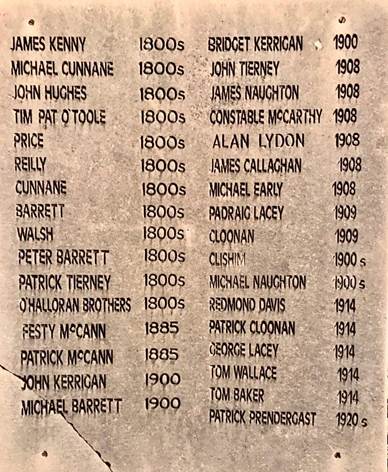 JAMES KENNY 1800s
MICHAEL CUNNANE 1800s
JOHN HUGHES 1800s
TIM PAT O'TOOLE 1800s
PRICE 1800s
REILLY 1800s
CUNNANE 1800s
BARRETT 1800s
WALSH 1800s
PETER BARRETT 1800s
PATRICK TIERNEY 1800s
O'HALLORAN BROTHERS 1800s
FESTY McCANN 1885
PATRICK McCANN 1885
JOHN KERRIGAN 1900
MICHAEL BARRETT 1900
BRIDGET KERRIGAN 1900
JOHN TIERNEY 1908
JAMES NAUGHTON 1908
CONSTABLE McCARTHY 1908
ALAN LYDON 1908
JAMES CALLAGHAN 1908
MICHAEL EARLY 1908
PADRAIG LACEY 1909
CLOONAN 1909
CLISHIM 1900s
MICHAEL NAUGHTON 1900s
REDMOND DAVIS 1914
PATRICK CLOONAN 1914
GEORGE LACEY 1914
TOM WALLACE 1914
TOM BAKER 1914
PATRICK PRENDERGAST 1920s